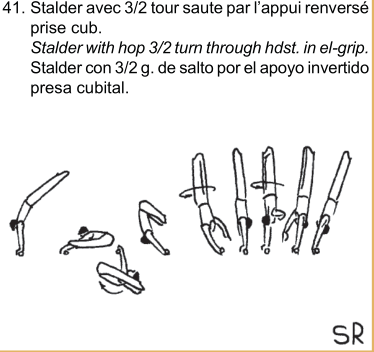 41. Stalder avec 3/2 tour saute par l'appui renversé
prise cub.
Stalder with hop 3/2 turn through hdst. in el-grip.
Stalder con 3/2 g. de salto por el apoyo invertido
presa cubital.
SR